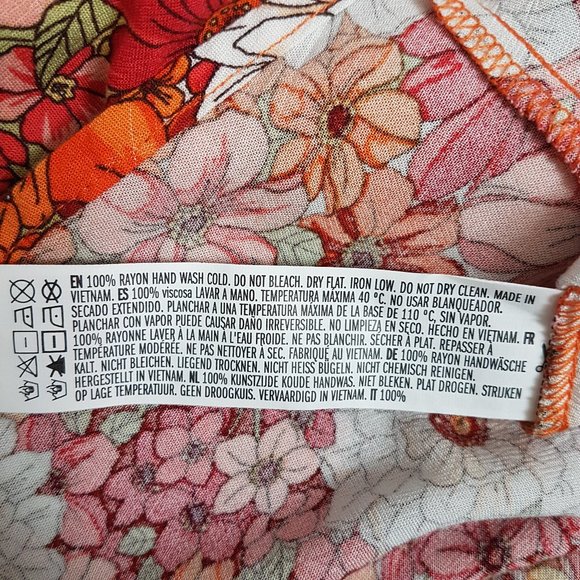 EN 100% RAYON HAND WASH COLD. DO NOT BLEACH. DRY FLAT. IRON LOW. DO NOT DRY CLEAN. MADE IN
VIETNAM. ES 100% viscosa LAVAR A MANO. TEMPERATURA MÁXIMA 40 °C. NO USAR BLANQUEADOR.
SECADO EXTENDIDO. PLANCHAR A UNA TEMPERATURA MÁXIMA DE LA BASE DE 110 °C, SIN VAPOR.
PLANCHAR CON VAPOR PUEDE CAUSAR DAÑO IRREVERSIBLE. NO LIMPIEZA EN SECO. HECHO EN VIETNAM. FR
100% RAYONNE LAVER À LA MAIN À L'EAU FROIDE. NE PAS BLANCHIR. SÉCHER À PLAT. REPASSER À
TEMPÉRATURE MODÉRÉE. NE PAS NETTOYER À SEC. FABRIQUÉ AU VIETNAM. DE 100% RAYON HANDWÄSCHE
KALT. NICHT BLEICHEN. LIEGEND TROCKNEN. NICHT HEISS BÜGELN. NICHT CHEMISCH REINIGEN.
HERGESTELLT IN VIETNAM. NL 100% KUNSTZIJDE KOUDE HANDWAS. NIET BLEKEN. PLAT DROGEN. STRIJKEN
OP LAGE TEMPERATUUR. GEEN DROOGKUIS. VERVAARDIGD IN VIETNAM. IT 100%